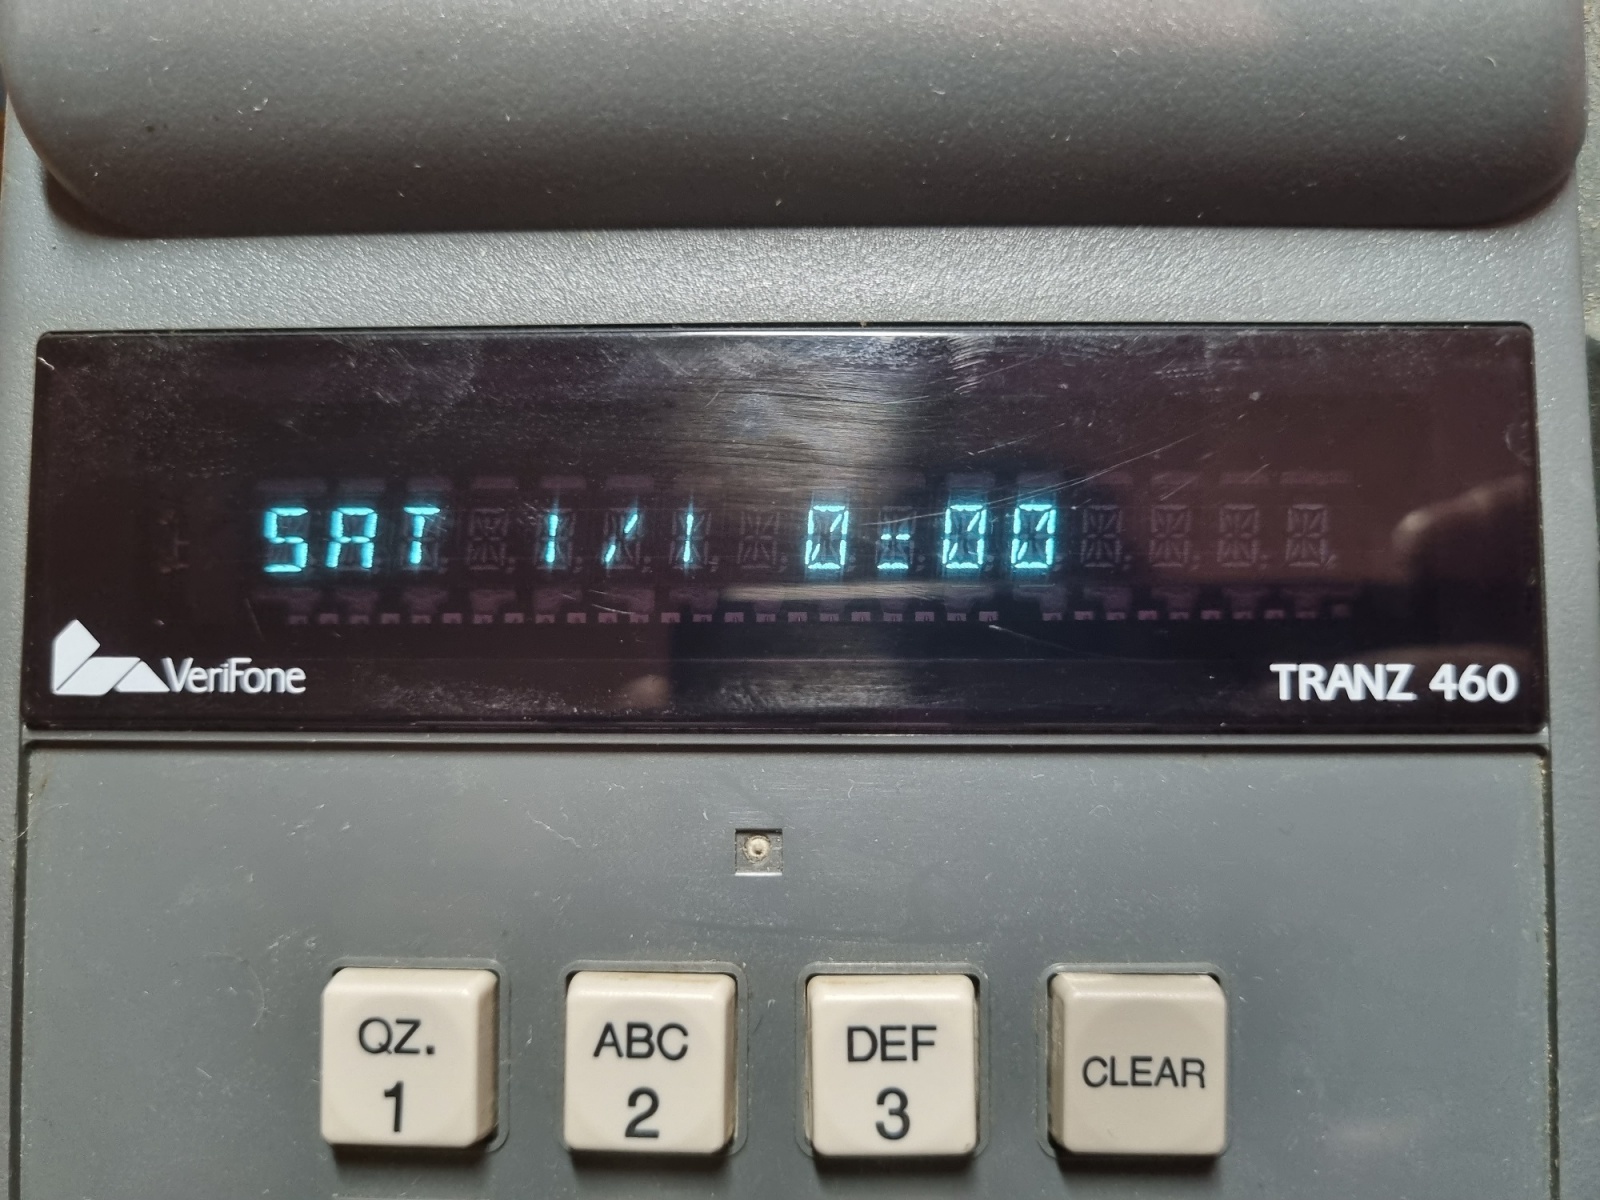 SAT 1/1 0:00
VeriFone
TRANZ 460
QZ. ABC DEF CLEAR
1 2 3